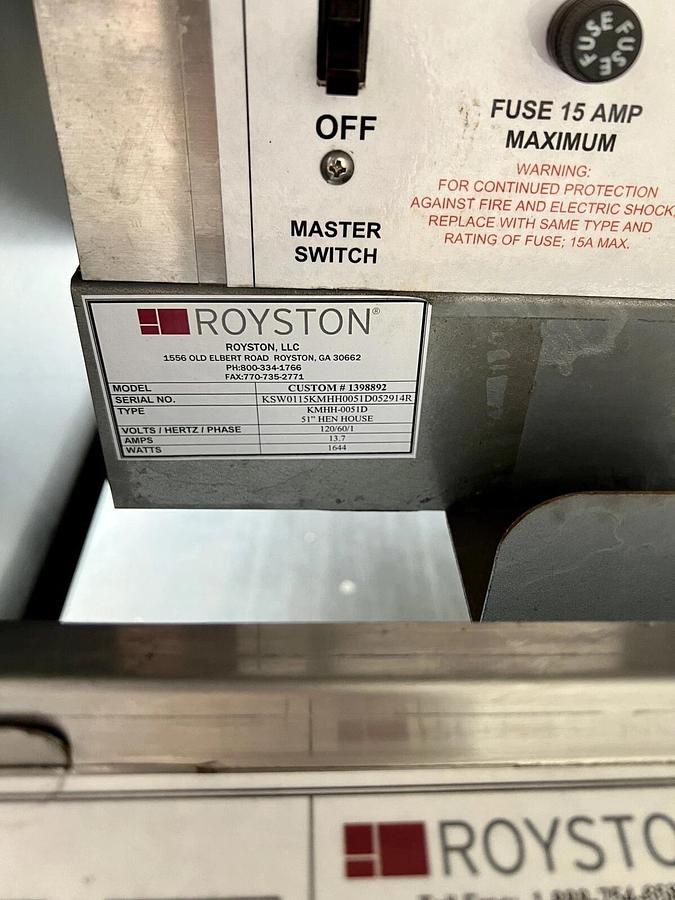 FUSE FUSE
OFF
FUSE 15 AMP
MAXIMUM
WARNING:
FOR CONTINUED PROTECTION
AGAINST FIRE AND ELECTRIC SHOCK,
REPLACE WITH SAME TYPE AND
RATING OF FUSE; 15A MAX.
MASTER
SWITCH
ROYSTON®
ROYSTON, LLC
1556 OLD ELBERT ROAD ROYSTON, GA 30662
PH:800-334-1766
FAX:770-735-2771
MODEL CUSTOM # 1398892
SERIAL NO. KSW0115KMHH0051D052914R
TYPE KMHH-0051D
51" HEN HOUSE
VOLTS / HERTZ / PHASE 120/60/1
AMPS 13.7
WATTS 1644
ROYSTO